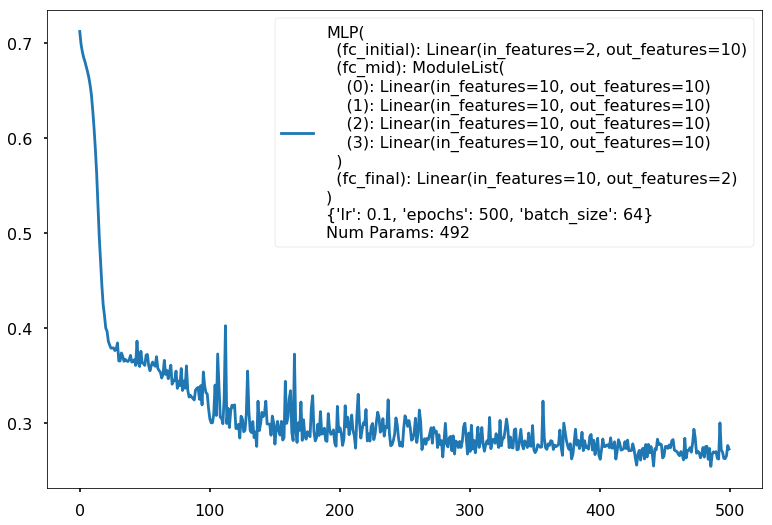 MLP(
  (fc_initial): Linear(in_features=2, out_features=10)
  (fc_mid): ModuleList(
    (0): Linear(in_features=10, out_features=10)
    (1): Linear(in_features=10, out_features=10)
    (2): Linear(in_features=10, out_features=10)
    (3): Linear(in_features=10, out_features=10)
  )
  (fc_final): Linear(in_features=10, out_features=2)
)
{'lr': 0.1, 'epochs': 500, 'batch_size': 64}
Num Params: 492
0.7
0.6
0.5
0.4
0.3
0 100 200 300 400 500